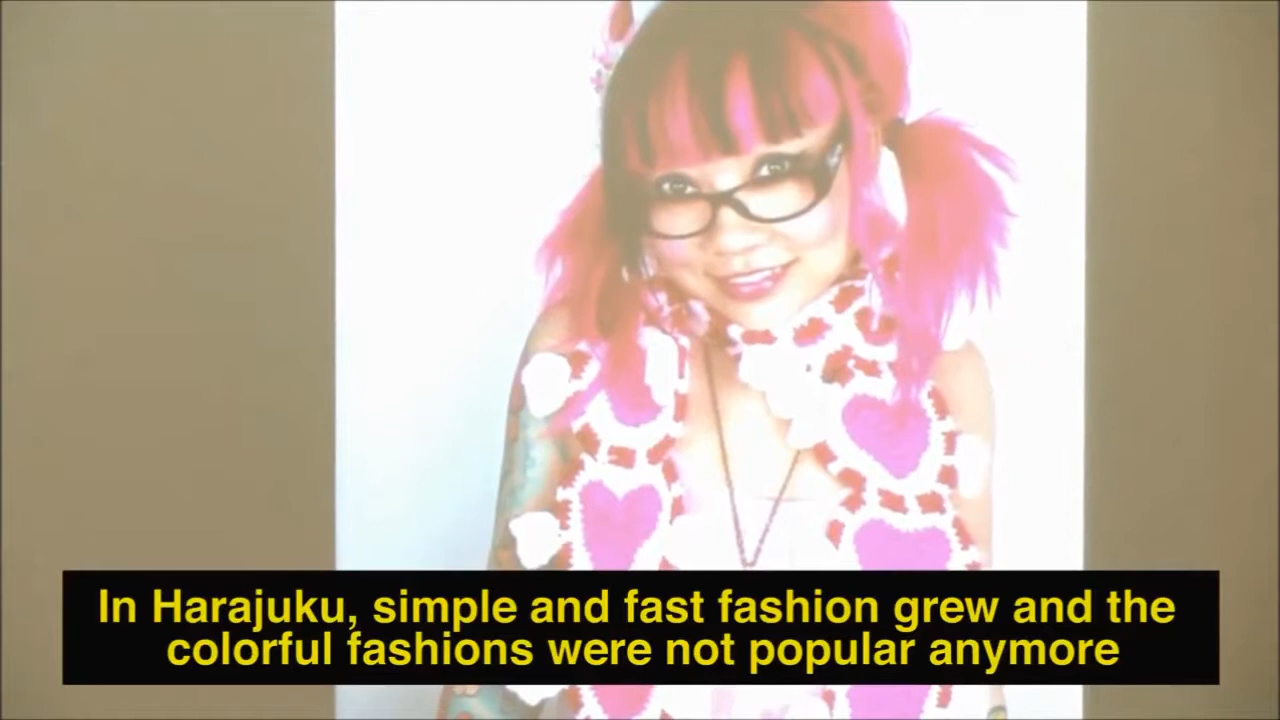 In Harajuku, simple and fast fashion grew and the
colorful fashions were not popular anymore